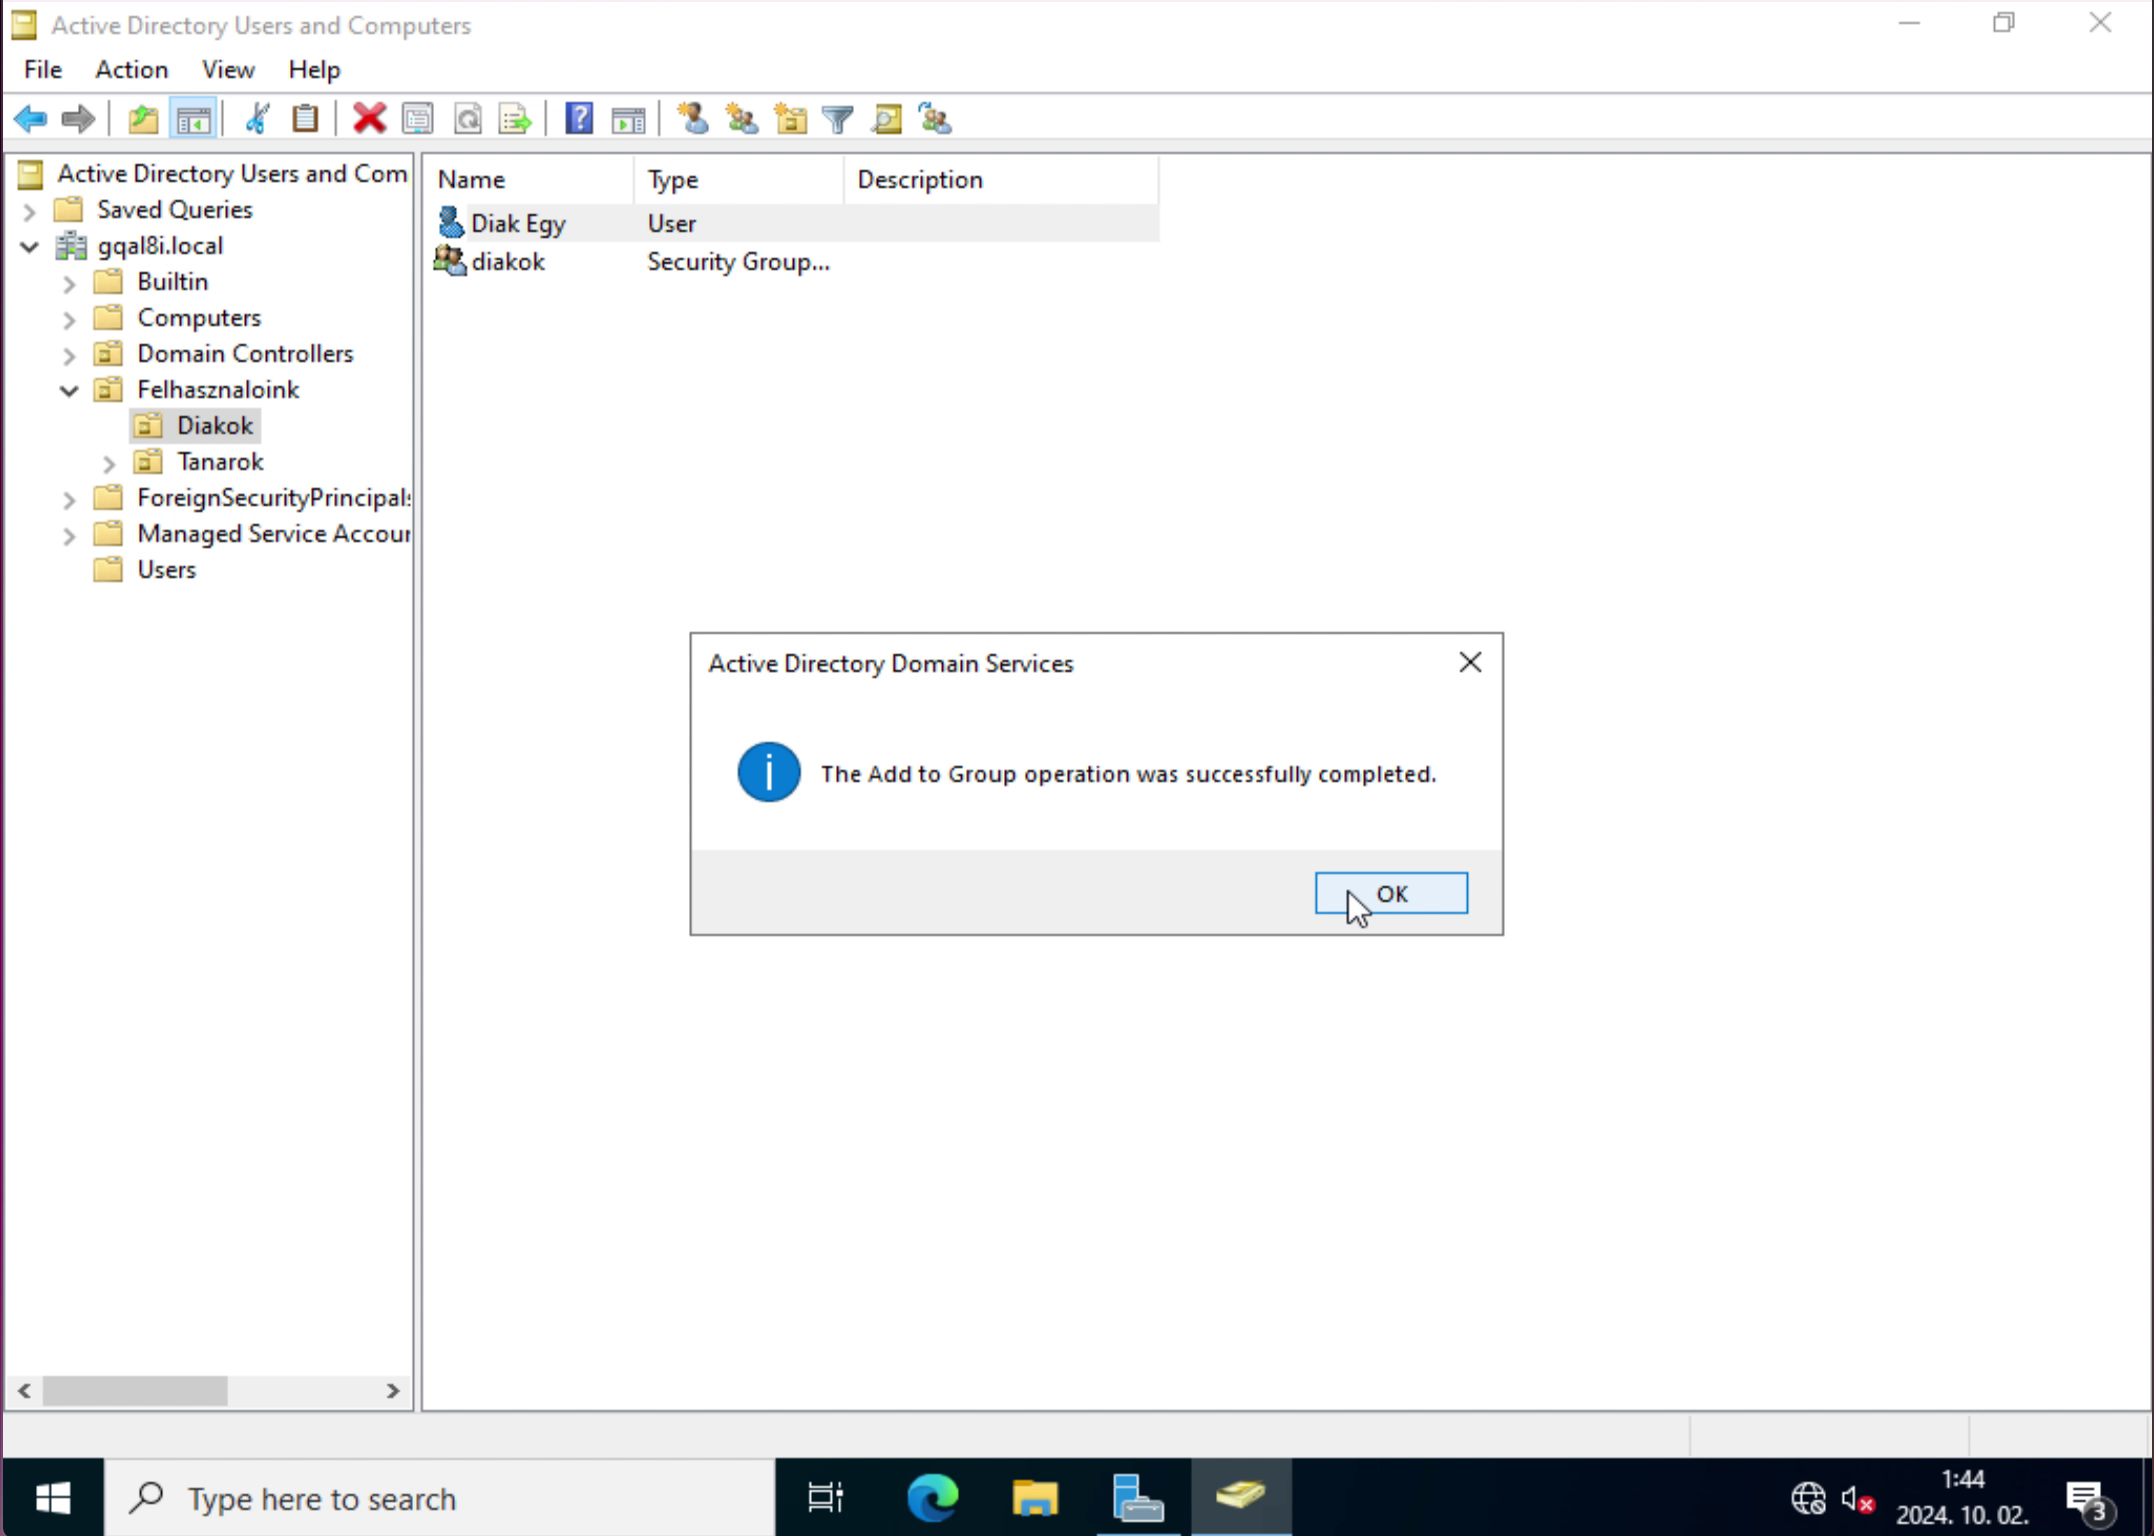 Active Directory Users and Computers
File Action View Help
Active Directory Users and Com
Saved Queries
gqal8i.local
Builtin
Computers
Domain Controllers
Felhasznaloink
Diakok
Tanarok
ForeignSecurityPrincipals
Managed Service Accour
Users
Name Type Description
Diak Egy User
diakok Security Group...
Active Directory Domain Services
The Add to Group operation was successfully completed.
OK
Type here to search
1:44
2024. 10. 02.
3